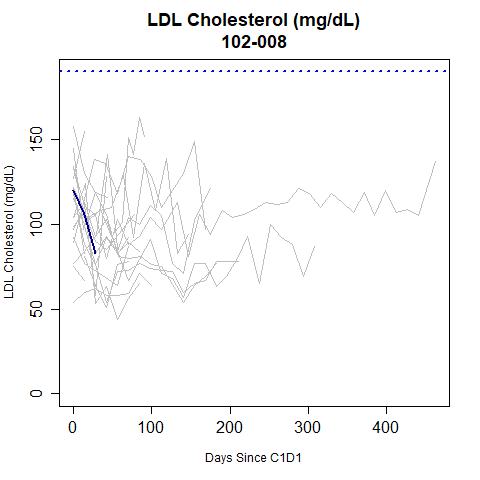 LDL Cholesterol (mg/dL)
102-008
LDL Cholesterol (mg/dL)
150
100
50
0
0 100 200 300 400
Days Since C1D1